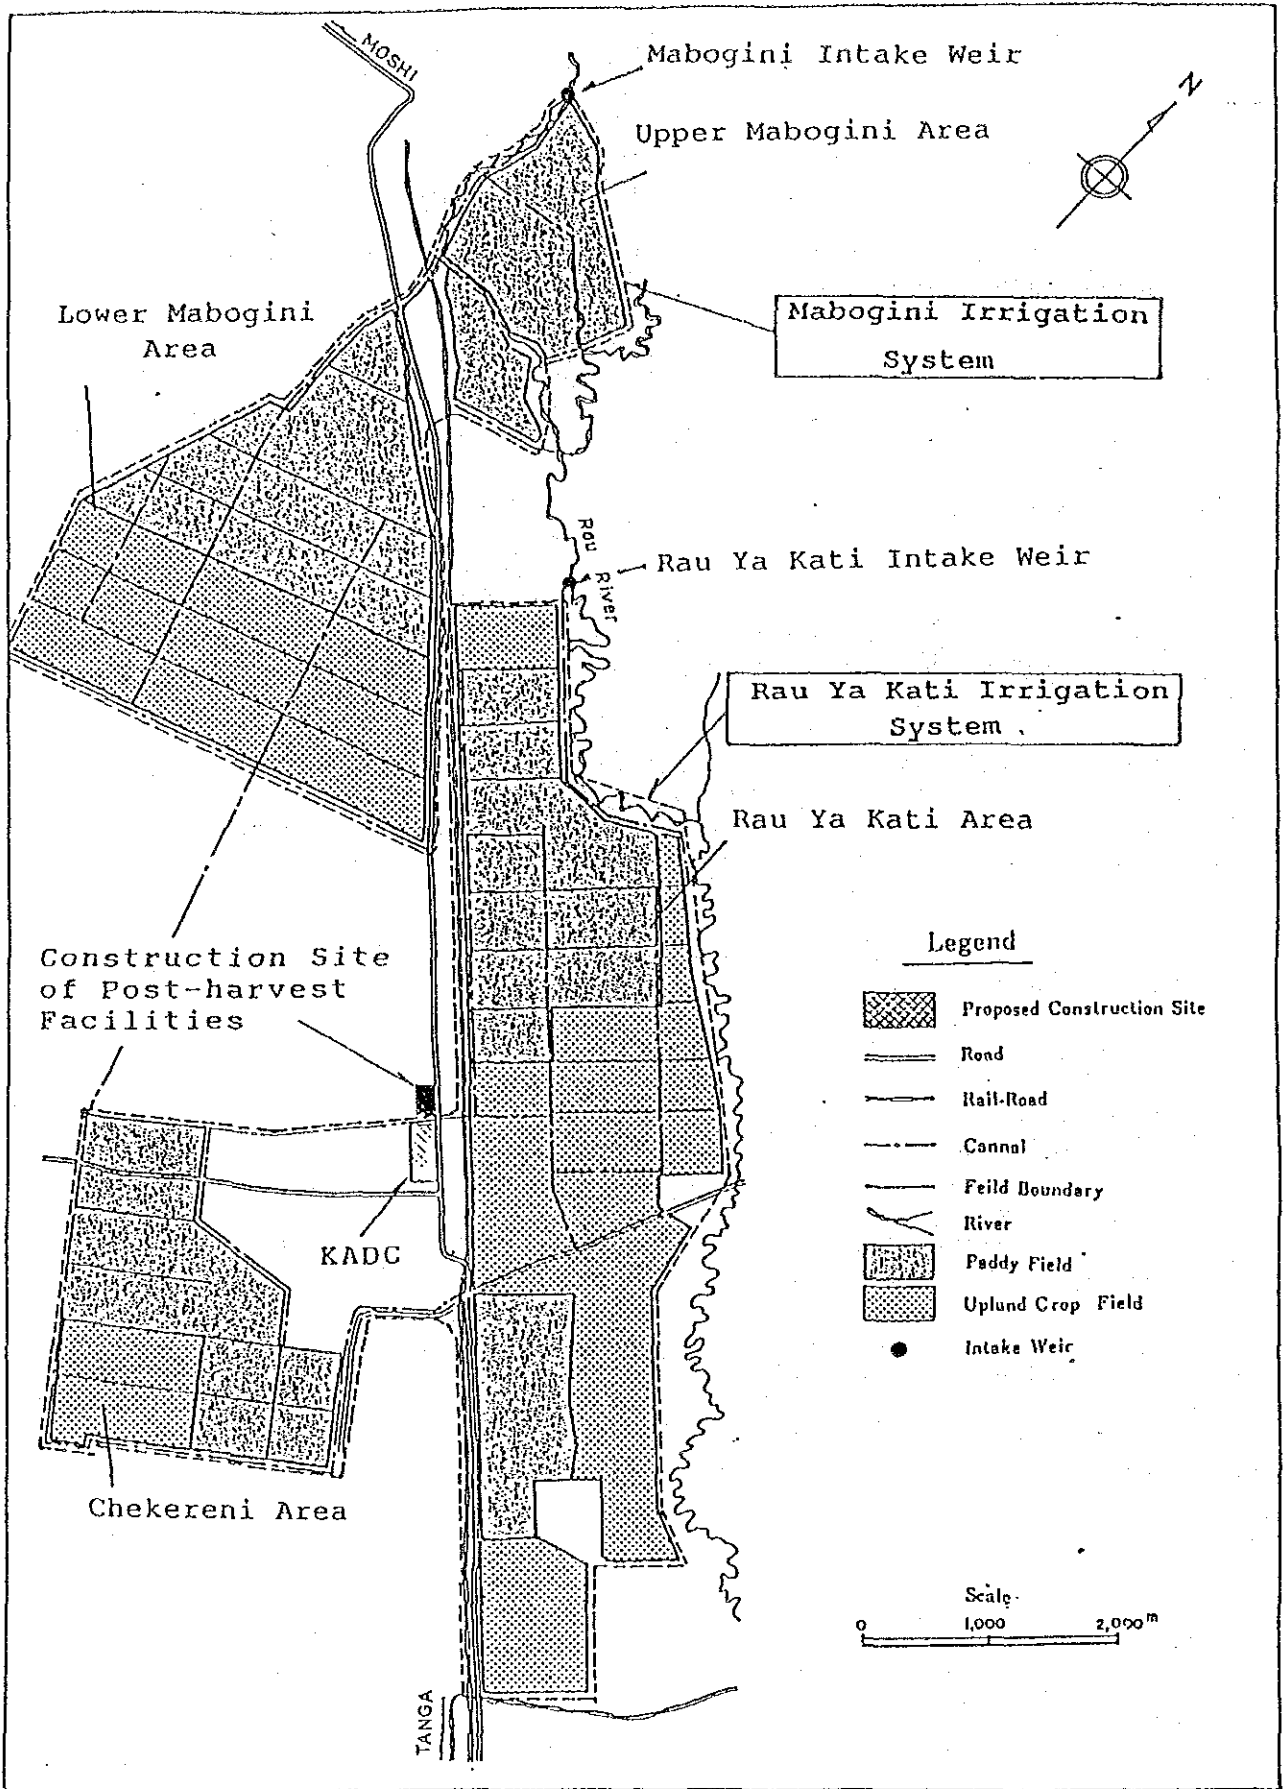 MOSHI
Mabogini Intake Weir
N
Upper Mabogini Area
Lower Mabogini
Area
Mabogini Irrigation
System
Rau
River
Rau Ya Kati Intake Weir
Rau Ya Kati Irrigation
System
Rau Ya Kati Area
Construction Site
of Post-harvest
Facilities
KADC
Chekereni Area
Legend
Proposed Construction Site
Road
Rail-Road
Cannal
Feild Boundary
River
Paddy Field
Uplund Crop Field
Intake Weir
Scale
0 1,000 2,000 m
TANGA